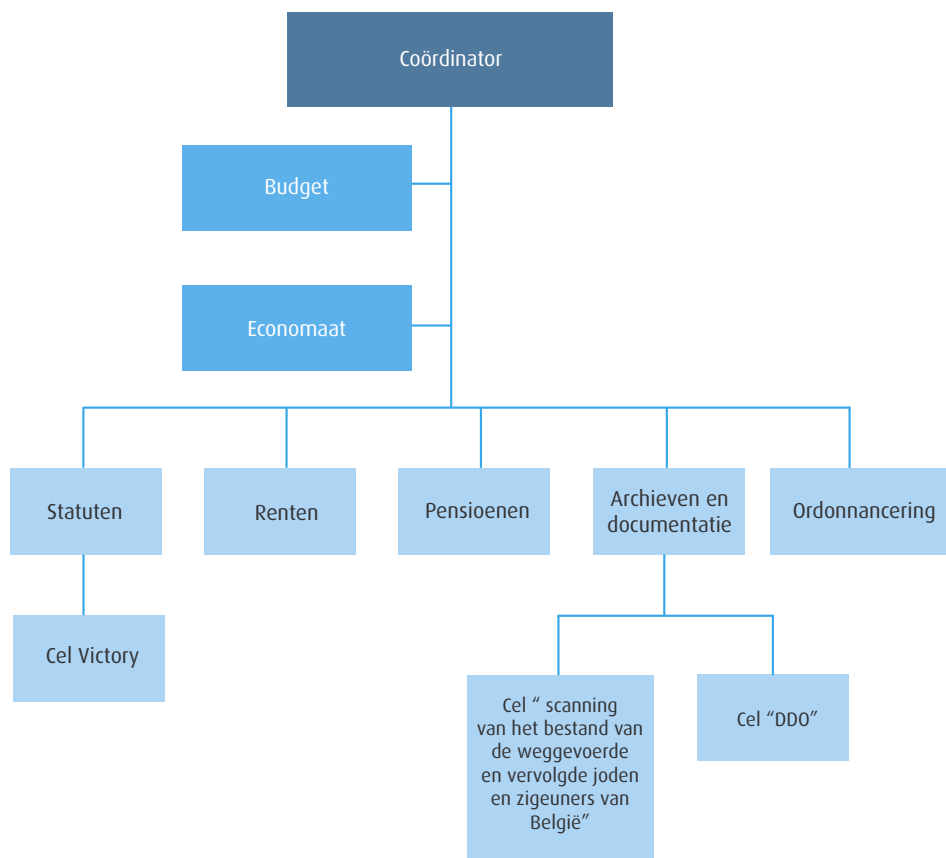 Coördinator
Budget
Economaat
Statuten
Renten
Pensioenen
Archieven en
documentatie
Ordonnancering
Cel Victory
Cel “ scanning
van het bestand van
de weggevoerde
en vervolgde joden
en zigeuners van
België”
Cel “DDO”